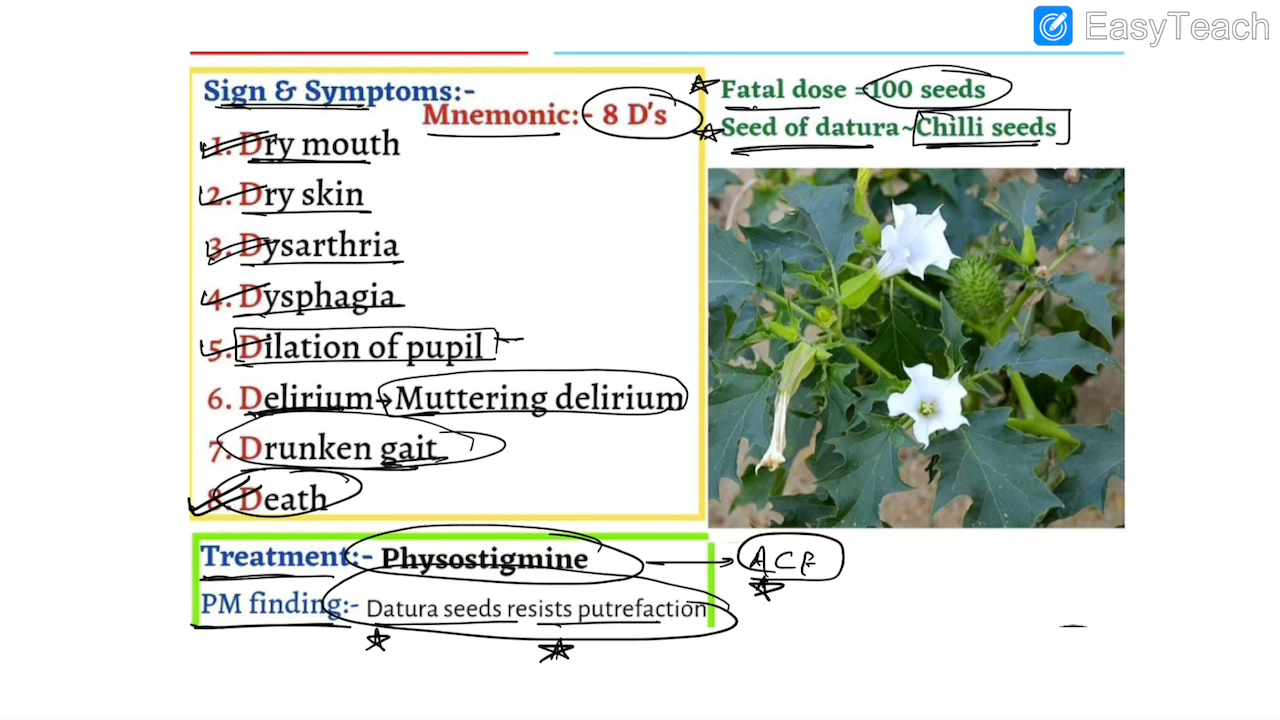 EasyTeach
Sign & Symptoms:-
Mnemonic:- 8 D's
1. Dry mouth
2. Dry skin
3. Dysarthria
4. Dysphagia
5. Dilation of pupil
6. Delirium→Muttering delirium
7. Drunken gait
8. Death
Fatal dose =100 seeds
Seed of datura~Chilli seeds
Treatment:- Physostigmine
PM finding:- Datura seeds resists putrefaction